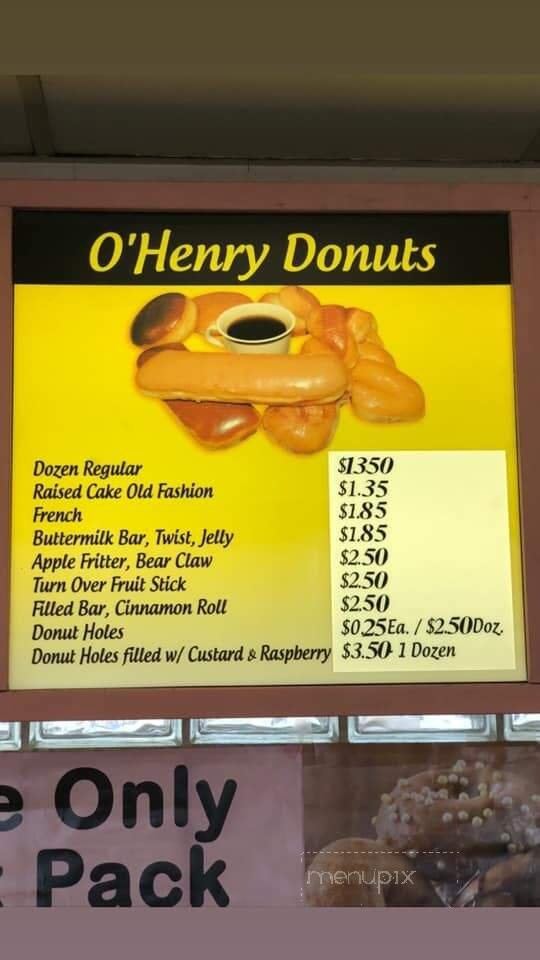 O'Henry Donuts
Dozen Regular $1350
Raised Cake Old Fashion $1.35
French $1.85
Buttermilk Bar, Twist, Jelly $1.85
Apple Fritter, Bear Claw $2.50
Turn Over Fruit Stick $2.50
Filled Bar, Cinnamon Roll $2.50
Donut Holes $0.25Ea. / $2.50Doz.
Donut Holes filled w/ Custard & Raspberry $3.50 1 Dozen
e Only
Pack
menupix